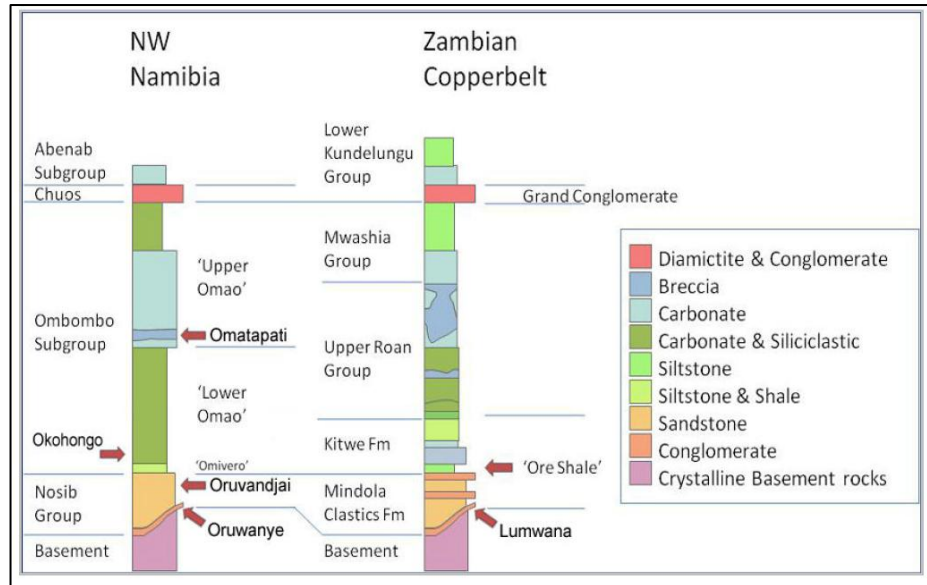 NW
Namibia
Zambian
Copperbelt
Abenab
Subgroup
Chuos
Ombombo
Subgroup
'Upper
Omao'
Omatapati
'Lower
Omao'
Okohongo
'Omivero'
Nosib
Group
Oruvandjai
Oruwanye
Basement
Lower
Kundelungu
Group
Grand Conglomerate
Mwashia
Group
Upper Roan
Group
Kitwe Fm
'Ore Shale'
Mindola
Clastics Fm
Lumwana
Basement
Diamictite & Conglomerate
Breccia
Carbonate
Carbonate & Siliciclastic
Siltstone
Siltstone & Shale
Sandstone
Conglomerate
Crystalline Basement rocks